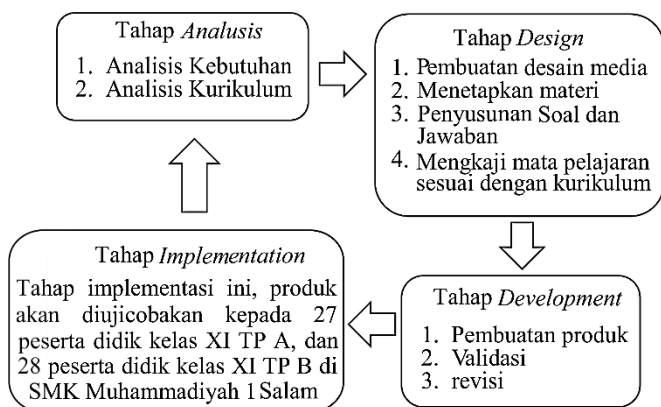 Tahap Analusis
1. Analisis Kebutuhan
2. Analisis Kurikulum
Tahap Design
1. Pembuatan desain media
2. Menetapkan materi
3. Penyusunan Soal dan
Jawaban
4. Mengkaji mata pelajaran
sesuai dengan kurikulum
Tahap Development
1. Pembuatan produk
2. Validasi
3. revisi
Tahap Implementation
Tahap implementasi ini, produk
akan diujicobakan kepada 27
peserta didik kelas XI TP A, dan
28 peserta didik kelas XI TP B di
SMK Muhammadiyah 1 Salam